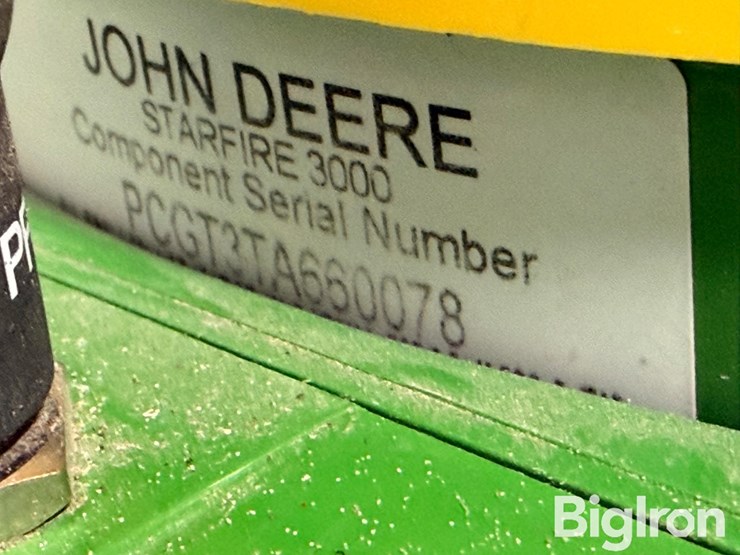 JOHN DEERE
STARFIRE 3000
Component Serial Number
PCGT3TA660078
BigIron